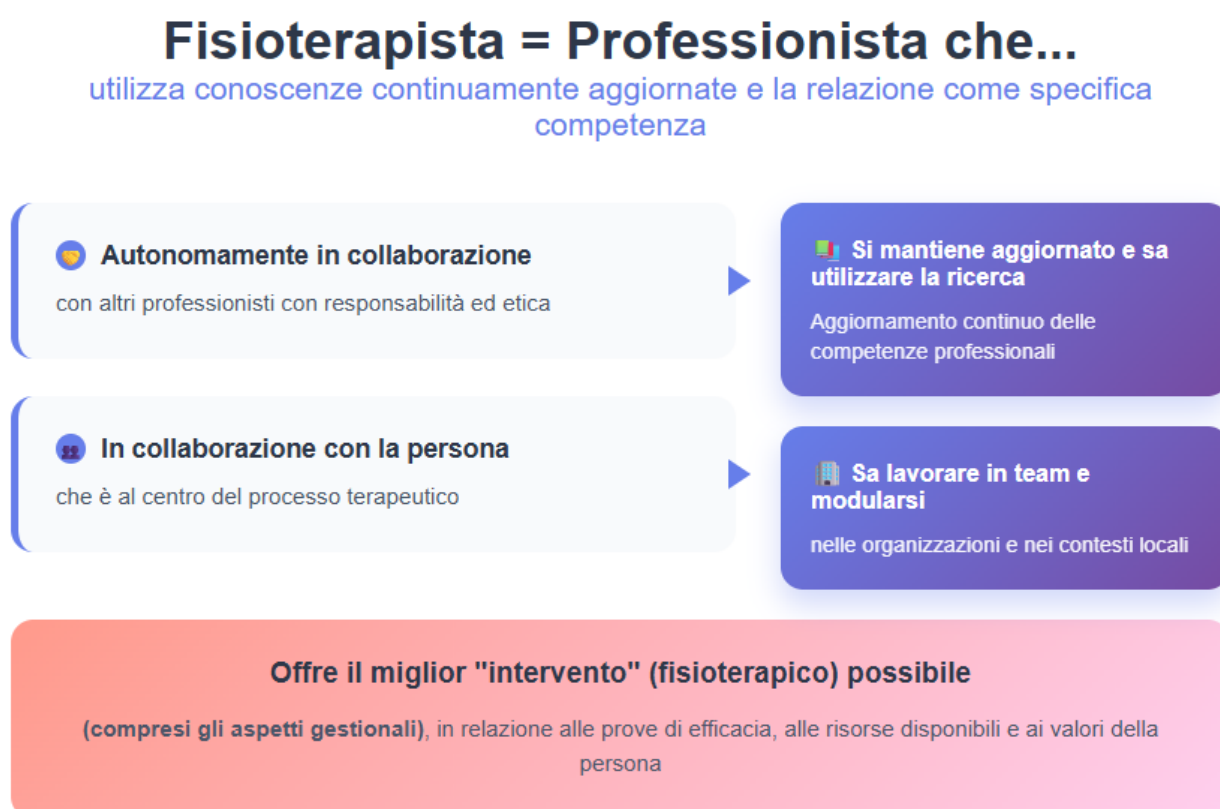 Fisioterapista = Professionista che...
utilizza conoscenze continuamente aggiornate e la relazione come specifica
competenza
Autonomamente in collaborazione
con altri professionisti con responsabilità ed etica
Si mantiene aggiornato e sa
utilizzare la ricerca
Aggiornamento continuo delle
competenze professionali
In collaborazione con la persona
che è al centro del processo terapeutico
Sa lavorare in team e
modularsi
nelle organizzazioni e nei contesti locali
Offre il miglior "intervento" (fisioterapico) possibile
(compresi gli aspetti gestionali), in relazione alle prove di efficacia, alle risorse disponibili e ai valori della
persona